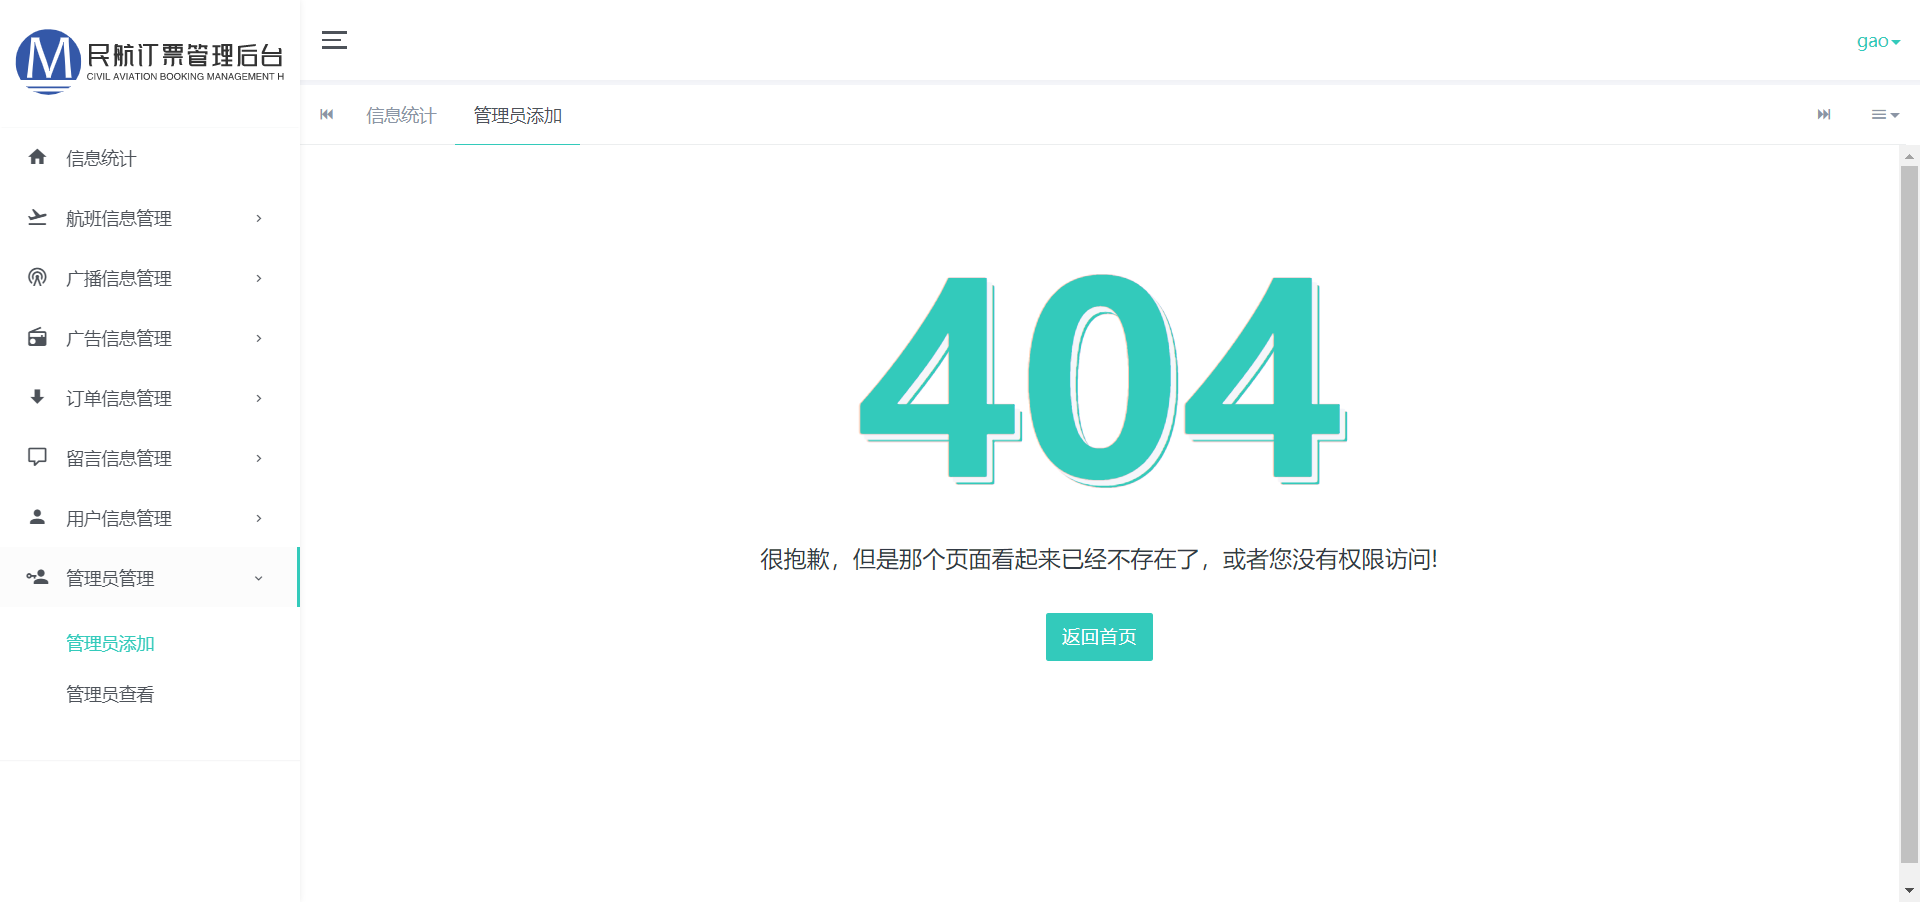 M
民航订票管理后台
CIVIL AVIATION BOOKING MANAGEMENT H
gao
信息统计
管理员添加
信息统计
航班信息管理
广播信息管理
广告信息管理
订单信息管理
留言信息管理
用户信息管理
管理员管理
管理员添加
管理员查看
404
很抱歉，但是那个页面看起来已经不存在了，或者您没有权限访问!
返回首页